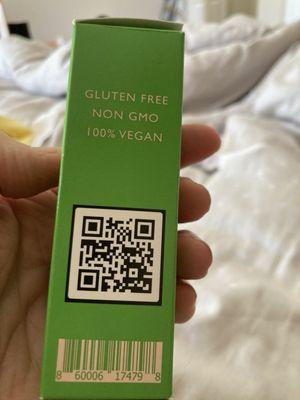 GLUTEN FREE
NON GMO
100% VEGAN
8 60006 17479 8